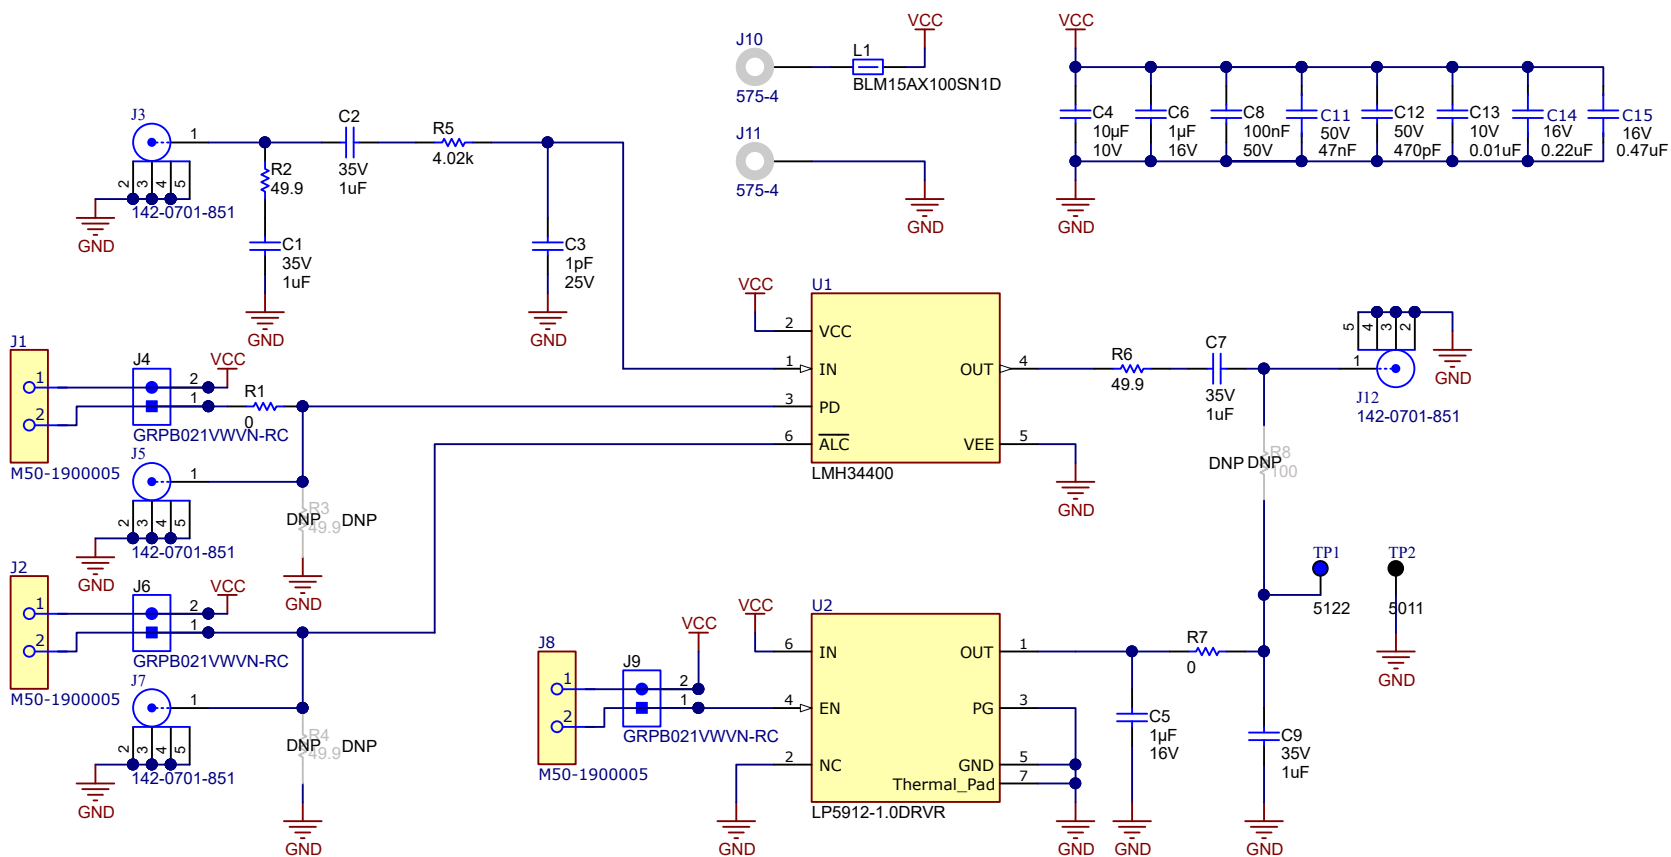 VCC
VCC
J10
L1
BLM15AX100SN1D
575-4
J11
575-4
GND
C4
10µF
10V
C6
1µF
16V
C8
100nF
50V
C11
50V
47nF
C12
50V
470pF
C13
10V
0.01uF
C14
16V
0.22uF
C15
16V
0.47uF
GND
J3
1
2
3
4
5
142-0701-851
GND
R2
49.9
C2
35V
1uF
R5
4.02k
C1
35V
1uF
GND
C3
1pF
25V
GND
VCC
U1
2
VCC
1
IN
3
PD
6
ALC
OUT
4
VEE
5
LMH34400
GND
R6
49.9
C7
35V
1uF
5
4
3
2
1
GND
J12
142-0701-851
DNP
DNP
R8
100
J1
1
2
M50-1900005
J4
2
1
VCC
GRPB021VWVN-RC
R1
0
J5
1
2
3
4
5
142-0701-851
GND
R3
49.9
DNP
DNP
GND
J2
1
2
M50-1900005
J6
2
1
VCC
GRPB021VWVN-RC
J7
1
2
3
4
5
142-0701-851
GND
R4
49.9
DNP
DNP
GND
J8
1
2
M50-1900005
J9
2
1
VCC
GRPB021VWVN-RC
VCC
U2
6
IN
4
EN
2
NC
OUT
1
PG
3
GND
5
Thermal_Pad
7
LP5912-1.0DRVR
GND
GND
C5
1µF
16V
GND
R7
0
C9
35V
1uF
GND
TP1
5122
TP2
5011
GND